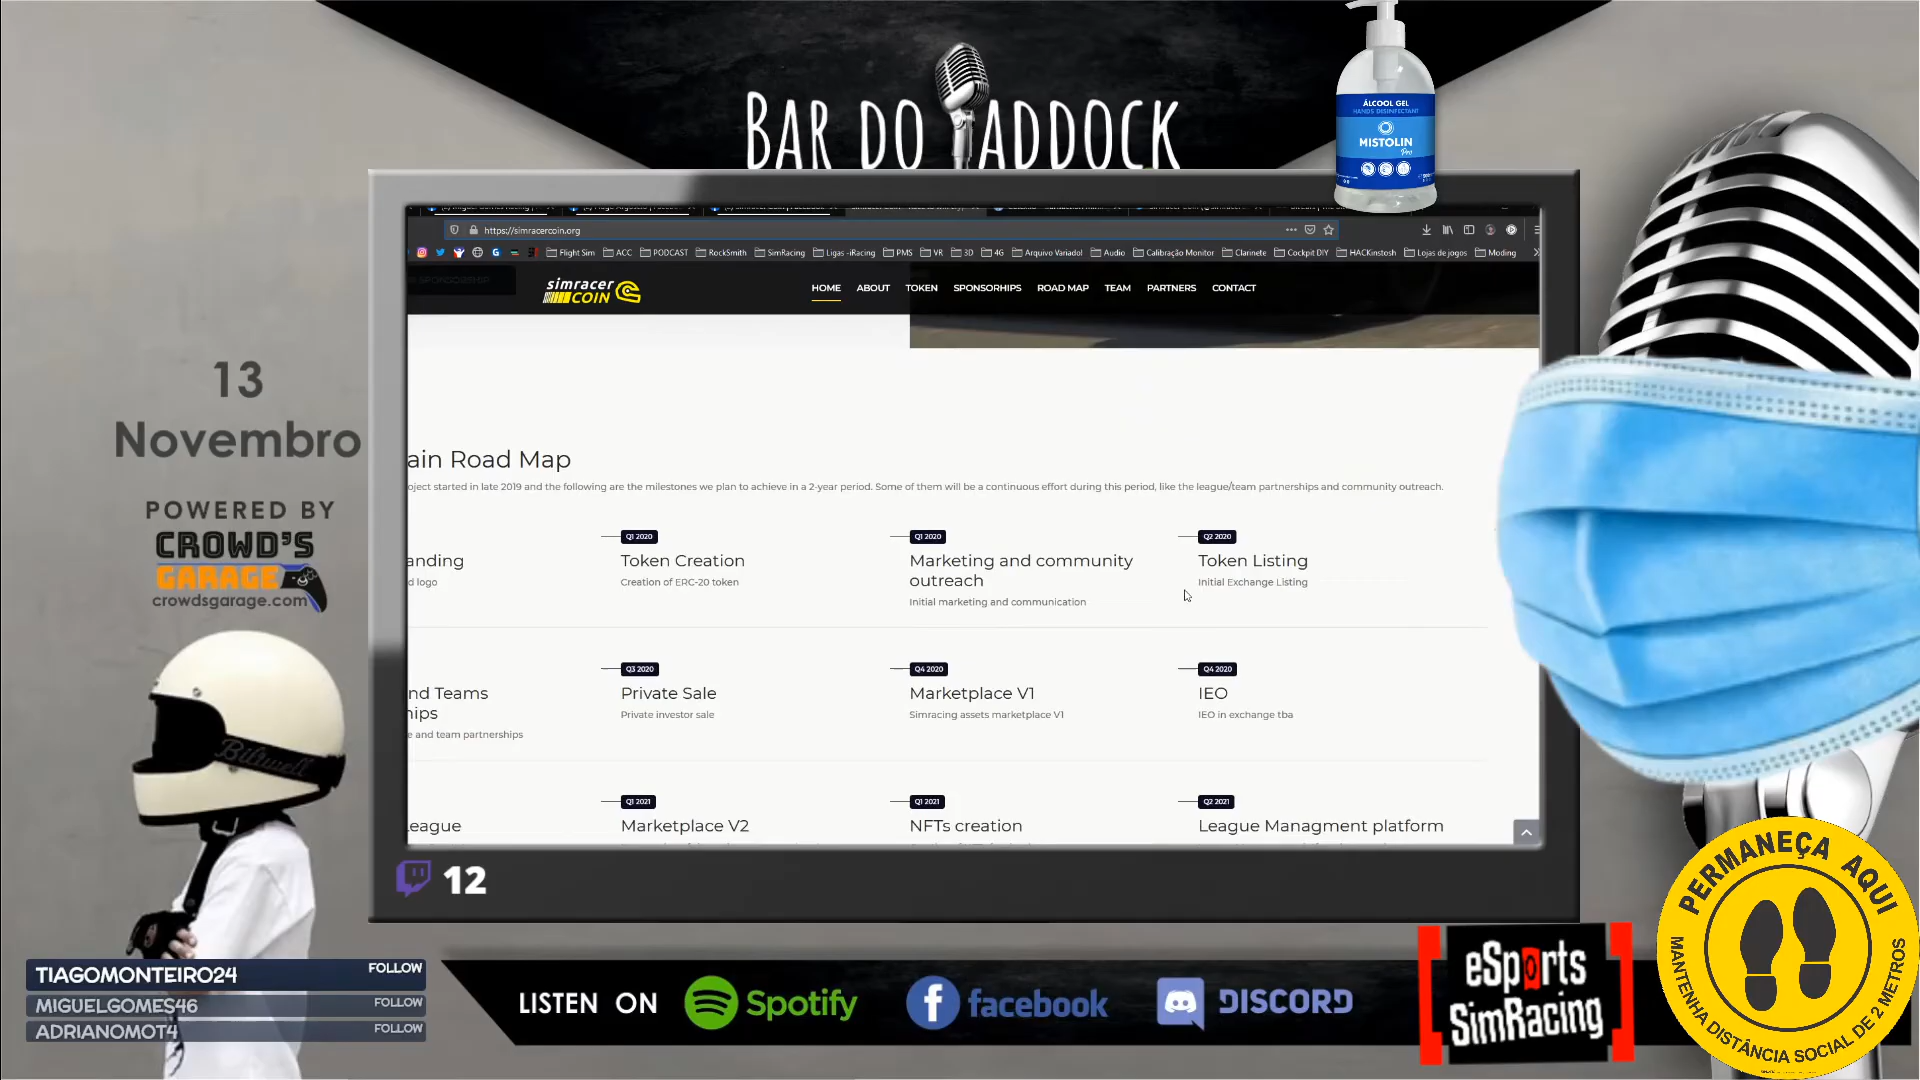 BAR DO PADDOCK
ÁLCOOL GEL
HANDS DISINFECTANT
MISTOLIN
Pro
https://simracercoin.org
Flight Sim
ACC
PODCAST
RockSmith
SimRacing
Ligas -iRacing
PMS
VR
3D
4G
Arquivo Variado!
Audio
Calibração Monitor
Clarinete
Cockpit DIY
HACKintosh
Lojas de jogos
Moding
simracer
COIN
HOME
ABOUT
TOKEN
SPONSORHIPS
ROAD MAP
TEAM
PARTNERS
CONTACT
13
Novembro
POWERED BY
CROWD'S
GARAGE
crowdsgarage.com
Biltwell
ain Road Map
oject started in late 2019 and the following are the milestones we plan to achieve in a 2-year period. Some of them will be a continuous effort during this period, like the league/team partnerships and community outreach.
anding
d logo
Q1 2020
Token Creation
Creation of ERC-20 token
Q1 2020
Marketing and community
outreach
Initial marketing and communication
Q2 2020
Token Listing
Initial Exchange Listing
nd Teams
hips
e and team partnerships
Q3 2020
Private Sale
Private investor sale
Q4 2020
Marketplace V1
Simracing assets marketplace V1
Q4 2020
IEO
IEO in exchange tba
eague
Q1 2021
Marketplace V2
Q1 2021
NFTs creation
Q2 2021
League Managment platform
12
TIAGOMONTEIRO24 FOLLOW
MIGUELGOMES46 FOLLOW
ADRIANOMOT4 FOLLOW
LISTEN ON
Spotify
facebook
DISCORD
eSports
SimRacing
PERMANEÇA AQUI
MANTENHA DISTÂNCIA SOCIAL DE 2 METROS